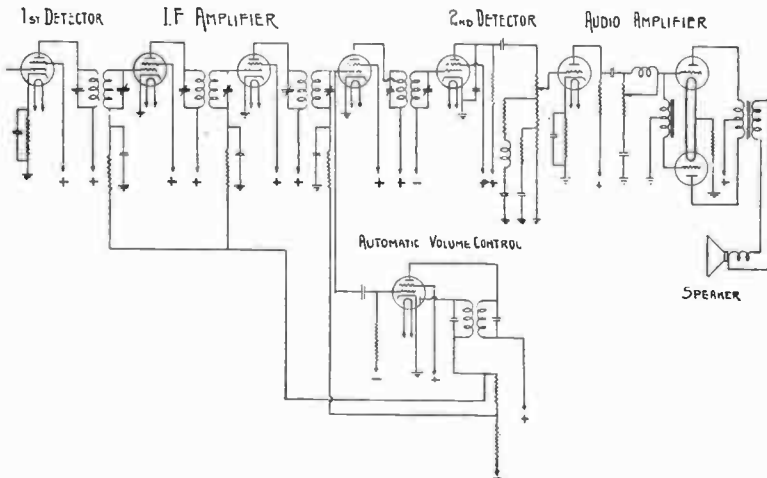 1ST DETECTOR
I.F AMPLIFIER
2ND DETECTOR
AUDIO AMPLIFIER
+ + + + + + - + + + +
AUTOMATIC VOLUME CONTROL
SPEAKER
- + +